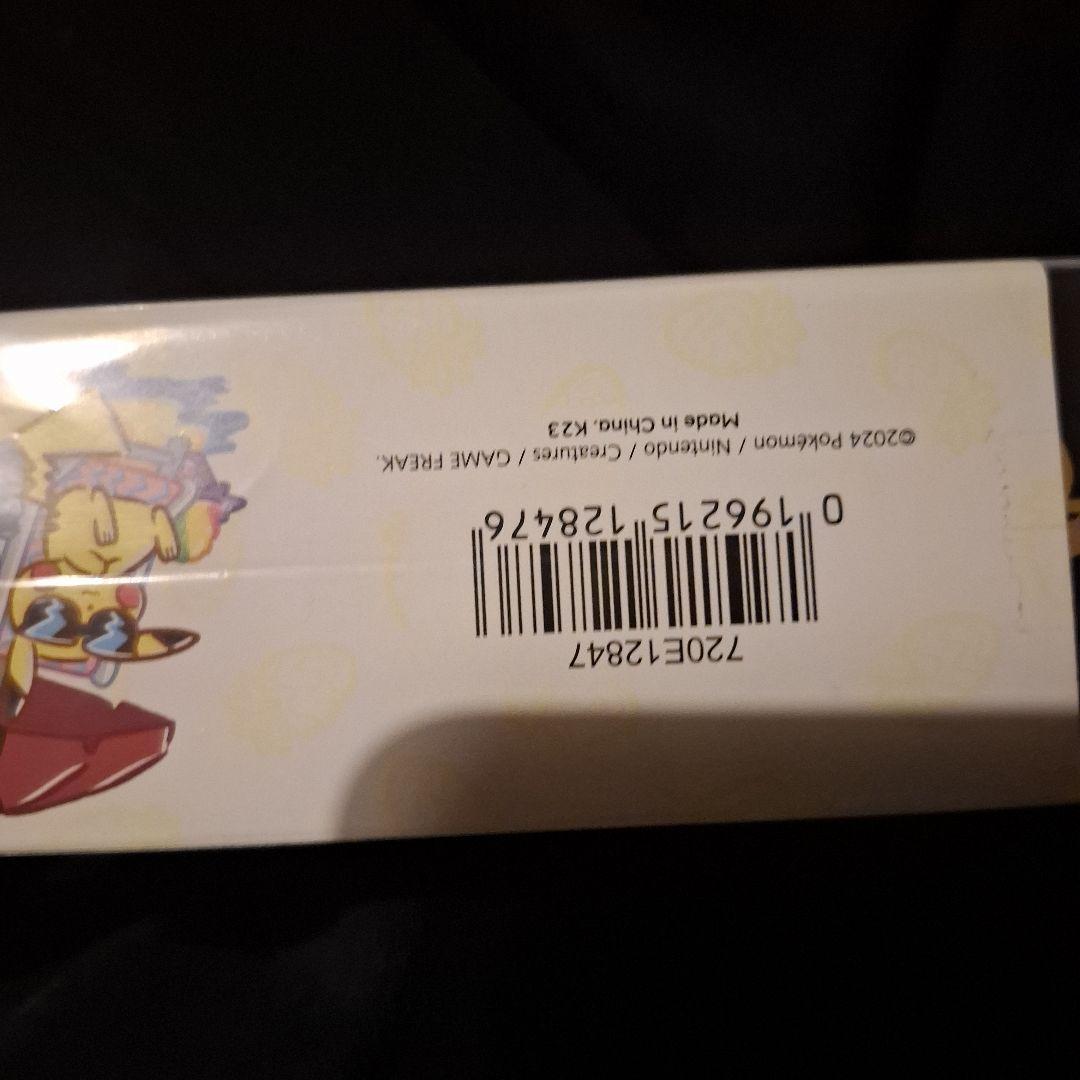 720E12847
0 196215 128476
©2024 Pokémon / Nintendo / Creatures / GAME FREAK.
Made in China. K23